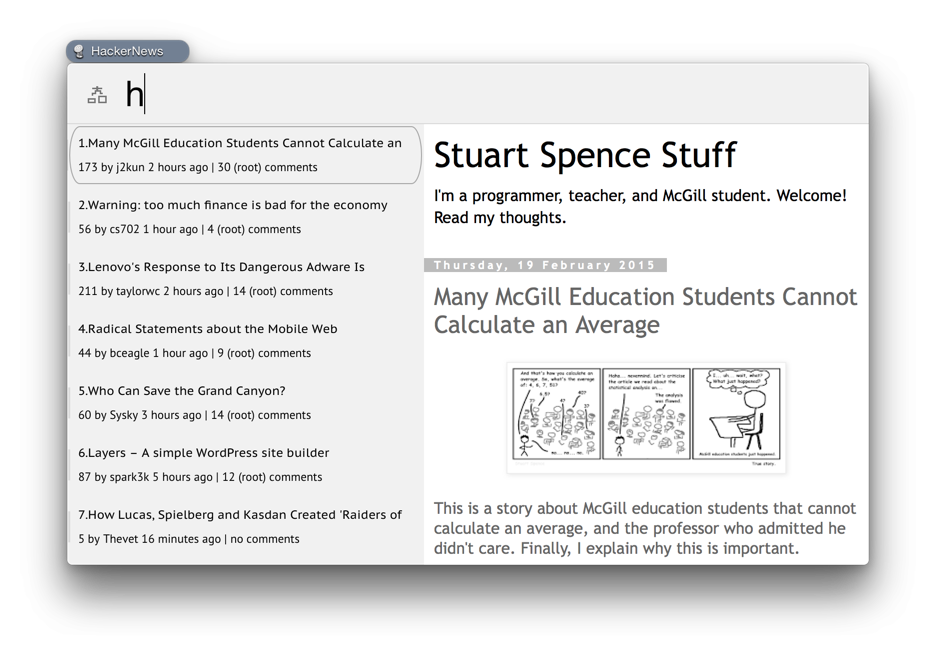 HackerNews
h
1.Many McGill Education Students Cannot Calculate an
173 by j2kun 2 hours ago | 30 (root) comments
2.Warning: too much finance is bad for the economy
56 by cs702 1 hour ago | 4 (root) comments
3.Lenovo's Response to Its Dangerous Adware Is
211 by taylorwc 2 hours ago | 14 (root) comments
4.Radical Statements about the Mobile Web
44 by bceagle 1 hour ago | 9 (root) comments
5.Who Can Save the Grand Canyon?
60 by Sysky 3 hours ago | 14 (root) comments
6.Layers – A simple WordPress site builder
87 by spark3k 5 hours ago | 12 (root) comments
7.How Lucas, Spielberg and Kasdan Created 'Raiders of
5 by Thevet 16 minutes ago | no comments
Stuart Spence Stuff
I'm a programmer, teacher, and McGill student. Welcome!
Read my thoughts.
Thursday, 19 February 2015
Many McGill Education Students Cannot
Calculate an Average
And that's how you calculate an
average. So, what's the average
of: 4, 6, 7, 51?
Haha... nevermind. Let's criticise
the article we read about the
statistical analysis on...
The analysis
was flawed.
I... uh... wait, what?
What just happened?
McGill education students just happened.
True story.
This is a story about McGill education students that cannot
calculate an average, and the professor who admitted he
didn't care. Finally, I explain why this is important.